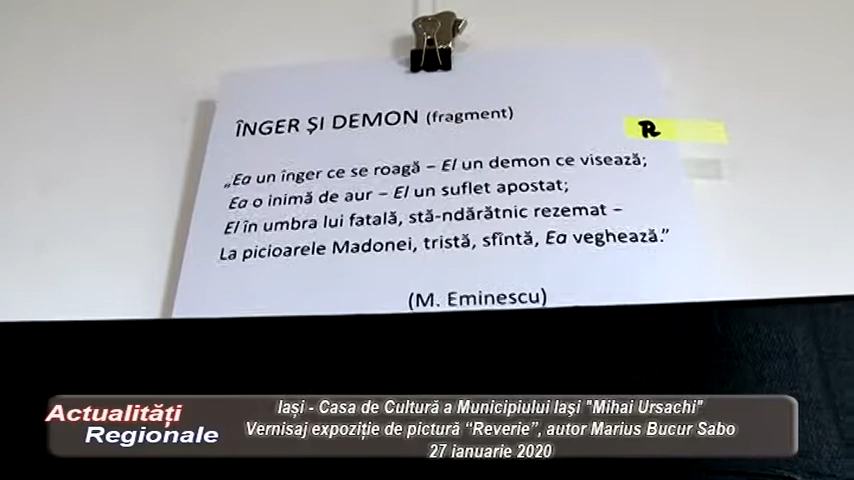 ÎNGER ȘI DEMON (fragment)
R
„Ea un înger ce se roagă – El un demon ce visează;
Ea o inimă de aur – El un suflet apostat;
El în umbra lui fatală, stă-ndărătnic rezemat –
La picioarele Madonei, tristă, sfîntă, Ea veghează.”
(M. Eminescu)
Actualități
Regionale
Iași - Casa de Cultură a Municipiului Iași "Mihai Ursachi"
Vernisaj expoziție de pictură “Reverie”, autor Marius Bucur Sabo
27 ianuarie 2020